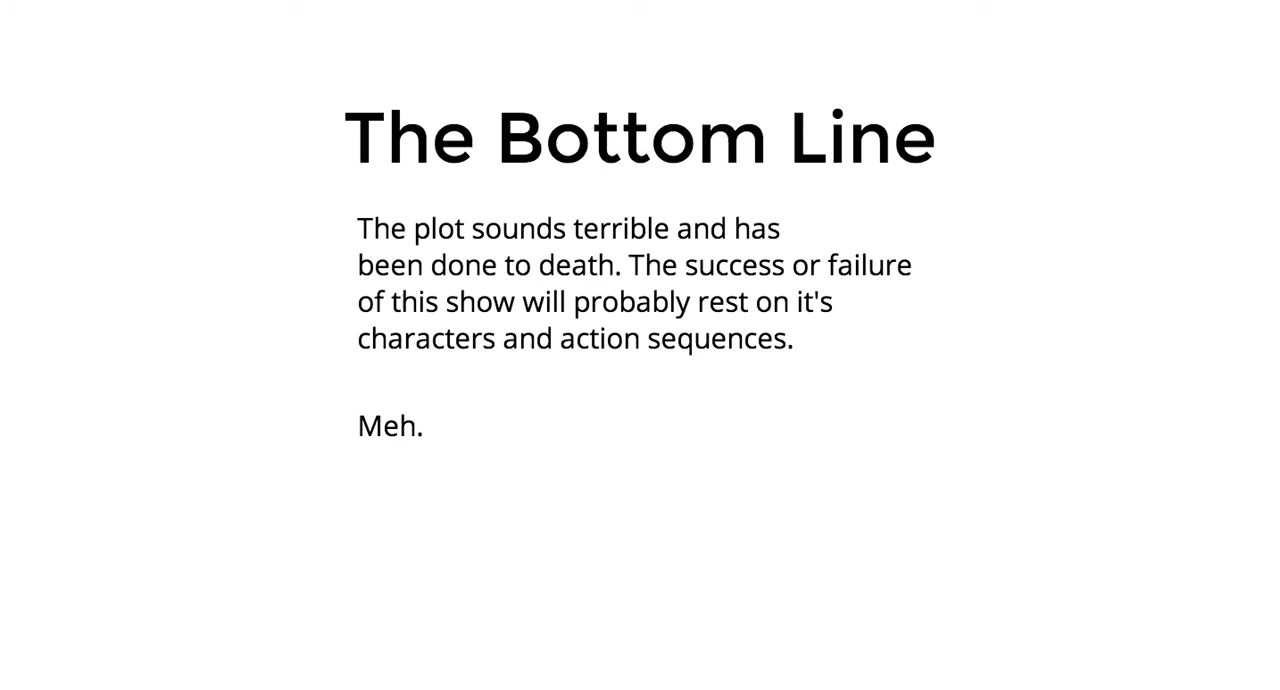 The Bottom Line
The plot sounds terrible and has
been done to death. The success or failure
of this show will probably rest on it's
characters and action sequences.
Meh.